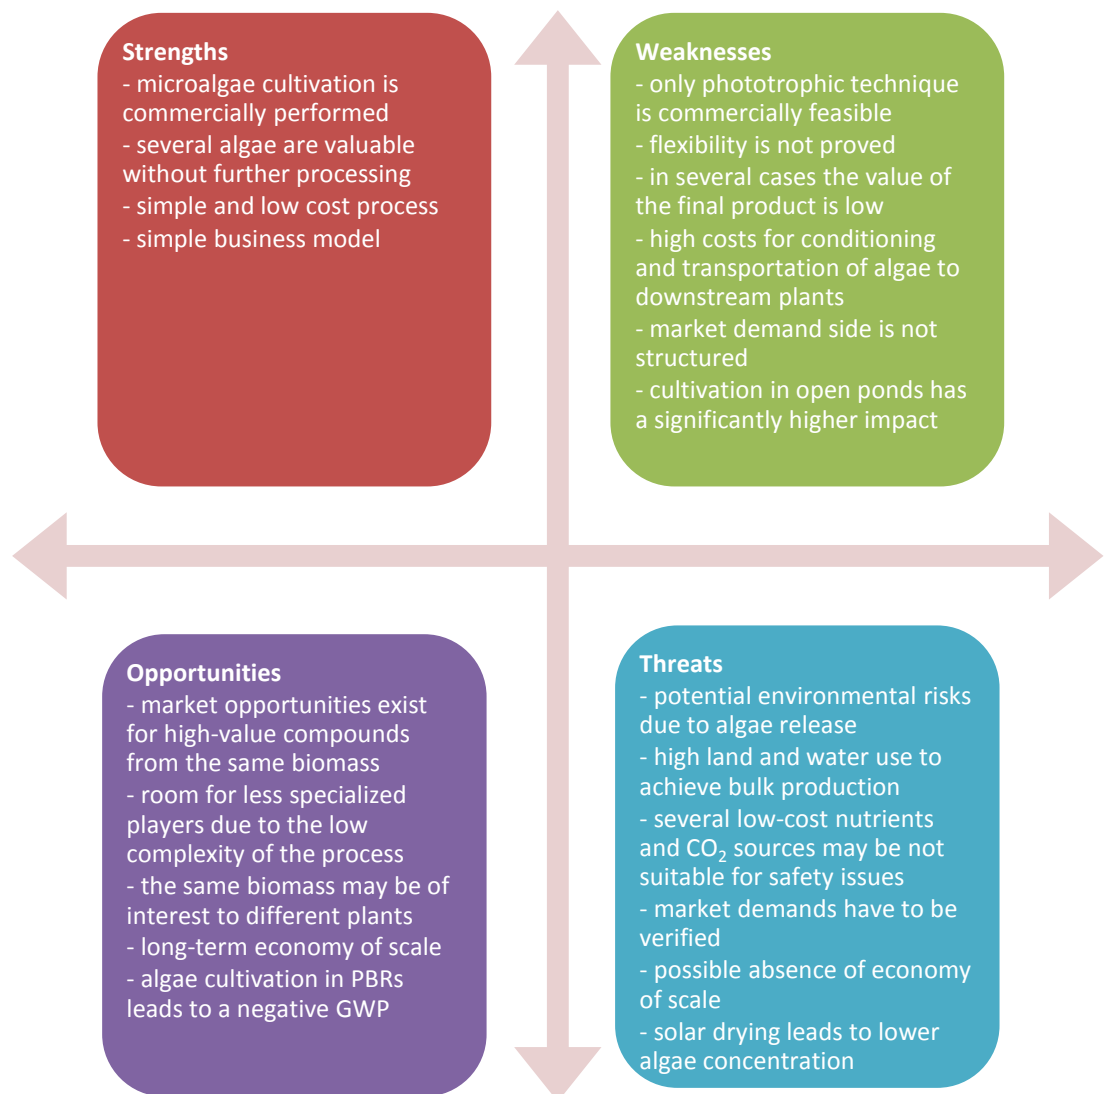 Strengths
- microalgae cultivation is
commercially performed
- several algae are valuable
without further processing
- simple and low cost process
- simple business model
Weaknesses
- only phototrophic technique
is commercially feasible
- flexibility is not proved
- in several cases the value of
the final product is low
- high costs for conditioning
and transportation of algae to
downstream plants
- market demand side is not
structured
- cultivation in open ponds has
a significantly higher impact
Opportunities
- market opportunities exist
for high-value compounds
from the same biomass
- room for less specialized
players due to the low
complexity of the process
- the same biomass may be of
interest to different plants
- long-term economy of scale
- algae cultivation in PBRs
leads to a negative GWP
Threats
- potential environmental risks
due to algae release
- high land and water use to
achieve bulk production
- several low-cost nutrients
and CO₂ sources may be not
suitable for safety issues
- market demands have to be
verified
- possible absence of economy
of scale
- solar drying leads to lower
algae concentration